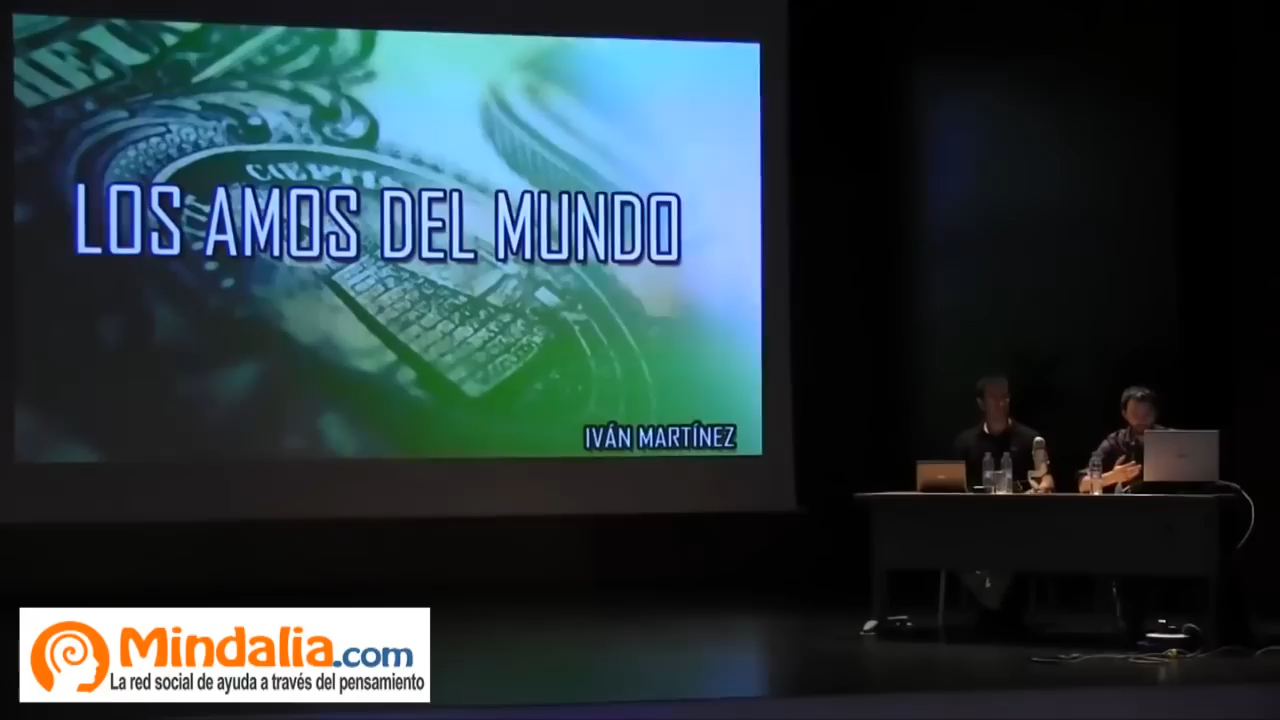 LOS AMOS DEL MUNDO
IVÁN MARTÍNEZ
Mindalia.com
La red social de ayuda a través del pensamiento